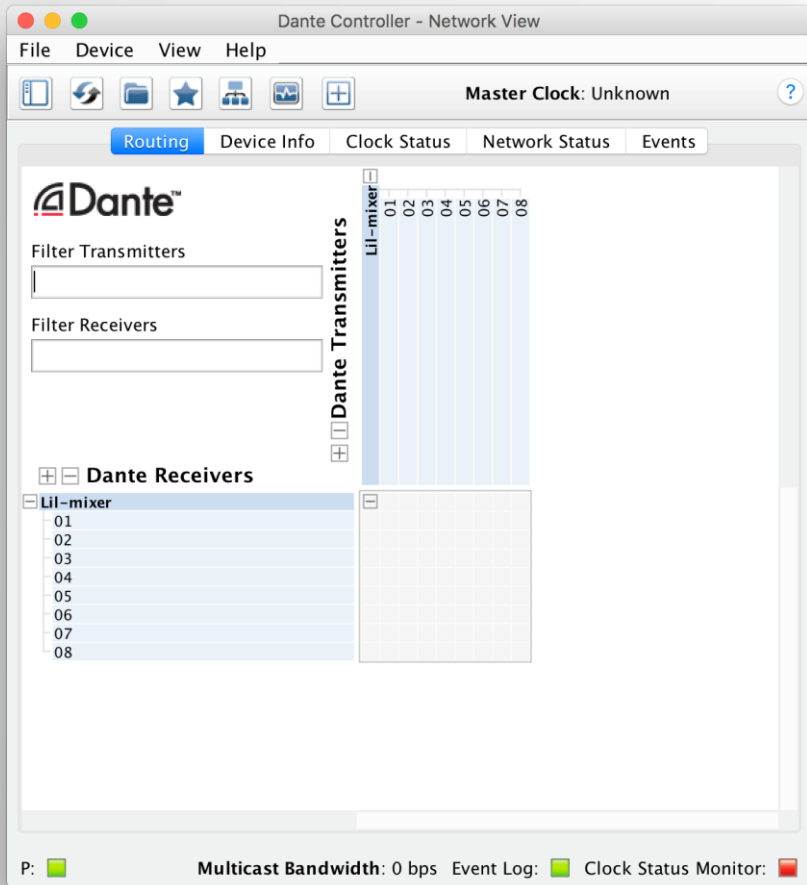 Dante Controller - Network View
File Device View Help
Master Clock: Unknown ?
Routing Device Info Clock Status Network Status Events
Dante™
Filter Transmitters
Filter Receivers
Dante Transmitters
Lil-mixer
01
02
03
04
05
06
07
08
Dante Receivers
Lil-mixer
01
02
03
04
05
06
07
08
P: Multicast Bandwidth: 0 bps Event Log: Clock Status Monitor: